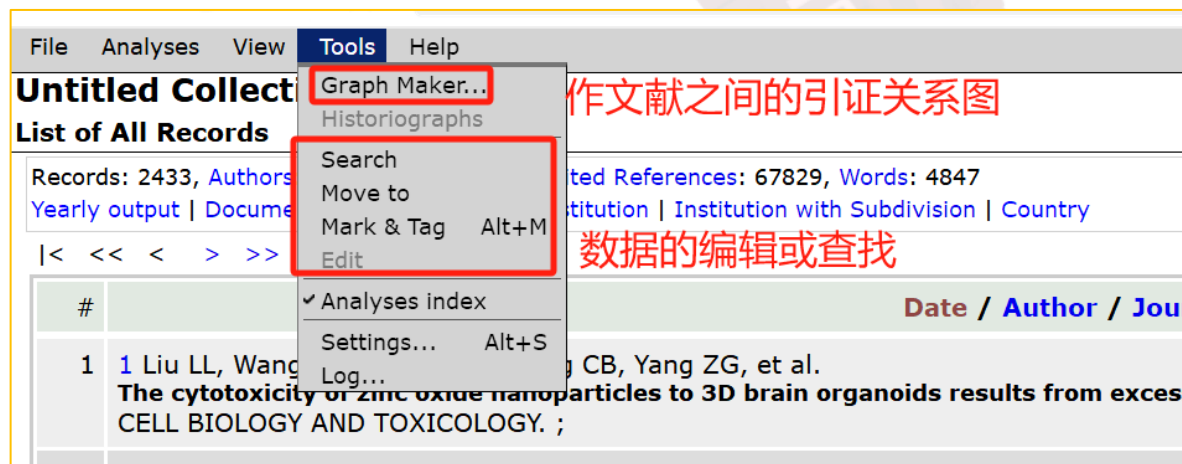 File Analyses View Tools Help
Untitled Collecti
Graph Maker...
作文献之间的引证关系图
Historiographs
List of All Records
Search
Records: 2433, Authors
ted References: 67829, Words: 4847
Move to
Yearly output | Docume
stitution | Institution with Subdivision | Country
Mark & Tag Alt+M
|< << < > >>
Edit
数据的编辑或查找
Analyses index
# Date / Author / Jou
Settings... Alt+S
1 1 Liu LL, Wang
CB, Yang ZG, et al.
Log...
The cytotoxicity of zinc oxide nanoparticles to 3D brain organoids results from exces
CELL BIOLOGY AND TOXICOLOGY. ;